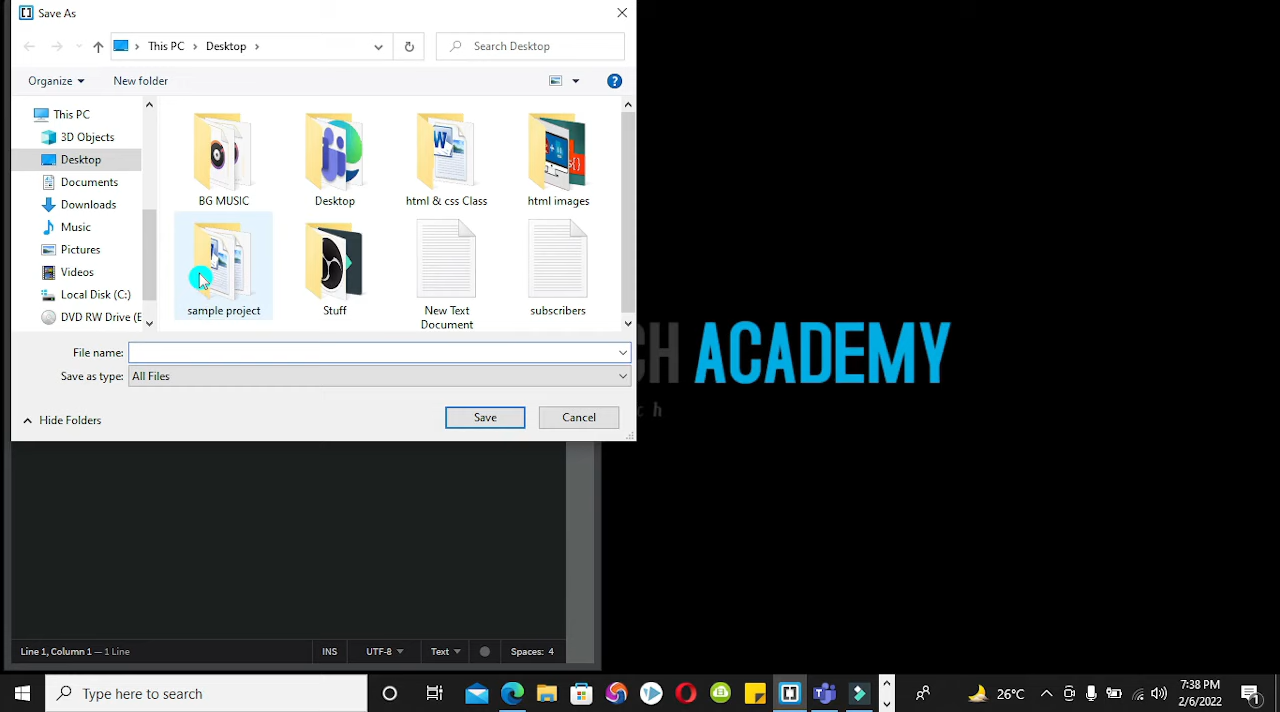 Save As
This PC
Desktop
Search Desktop
Organize
New folder
This PC
3D Objects
Desktop
Documents
Downloads
Music
Pictures
Videos
Local Disk (C:)
DVD RW Drive (E
BG MUSIC
Desktop
html & css Class
html images
sample project
Stuff
New Text
Document
subscribers
File name:
Save as type:
All Files
Hide Folders
Save
Cancel
CH ACADEMY
ch
Line 1, Column 1 — 1 Line
INS
UTF-8
Text
Spaces: 4
Type here to search
26°C
7:38 PM
2/6/2022
1